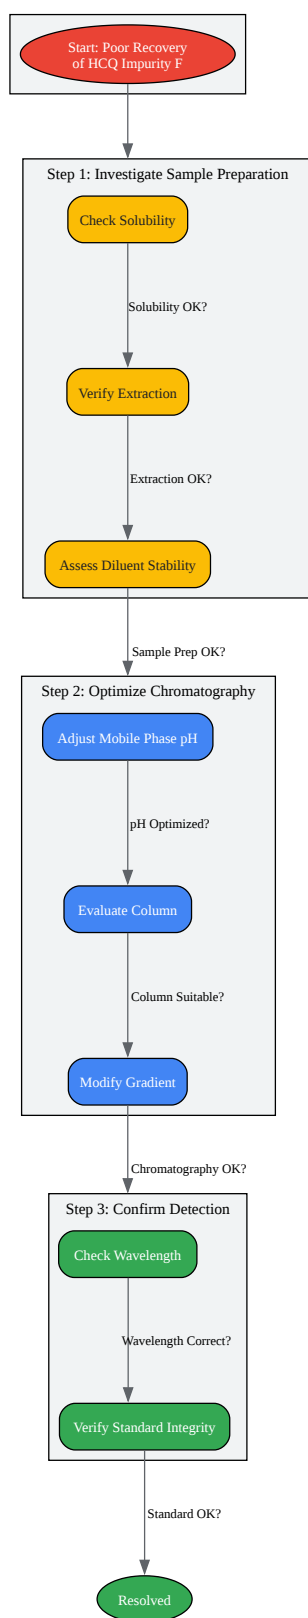 Start: Poor Recovery
of HCQ Impurity F
Step 1: Investigate Sample Preparation
Check Solubility
Solubility OK?
Verify Extraction
Extraction OK?
Assess Diluent Stability
Sample Prep OK?
Step 2: Optimize Chromatography
Adjust Mobile Phase pH
pH Optimized?
Evaluate Column
Column Suitable?
Modify Gradient
Chromatography OK?
Step 3: Confirm Detection
Check Wavelength
Wavelength Correct?
Verify Standard Integrity
Standard OK?
Resolved